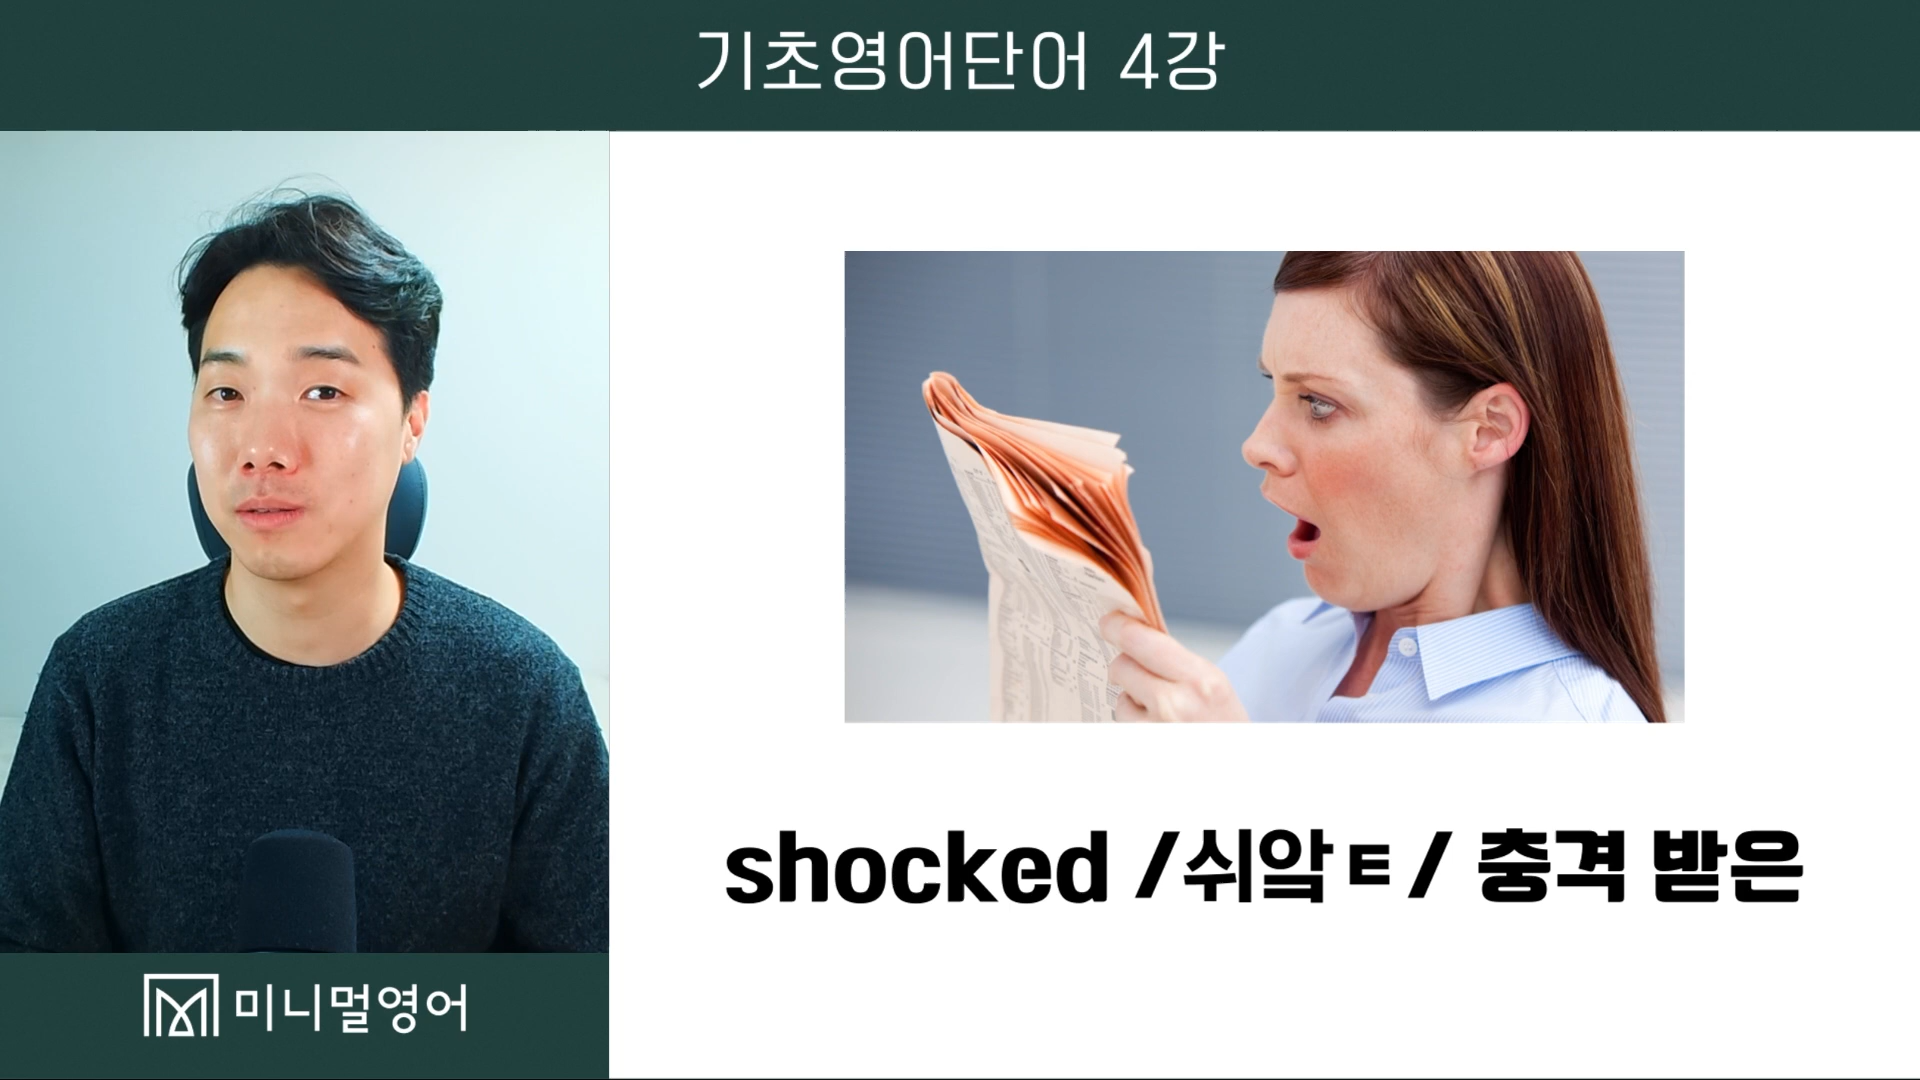 기초영어단어 4강
shocked /쉬앜ㅌ/ 충격 받은
미니멀영어